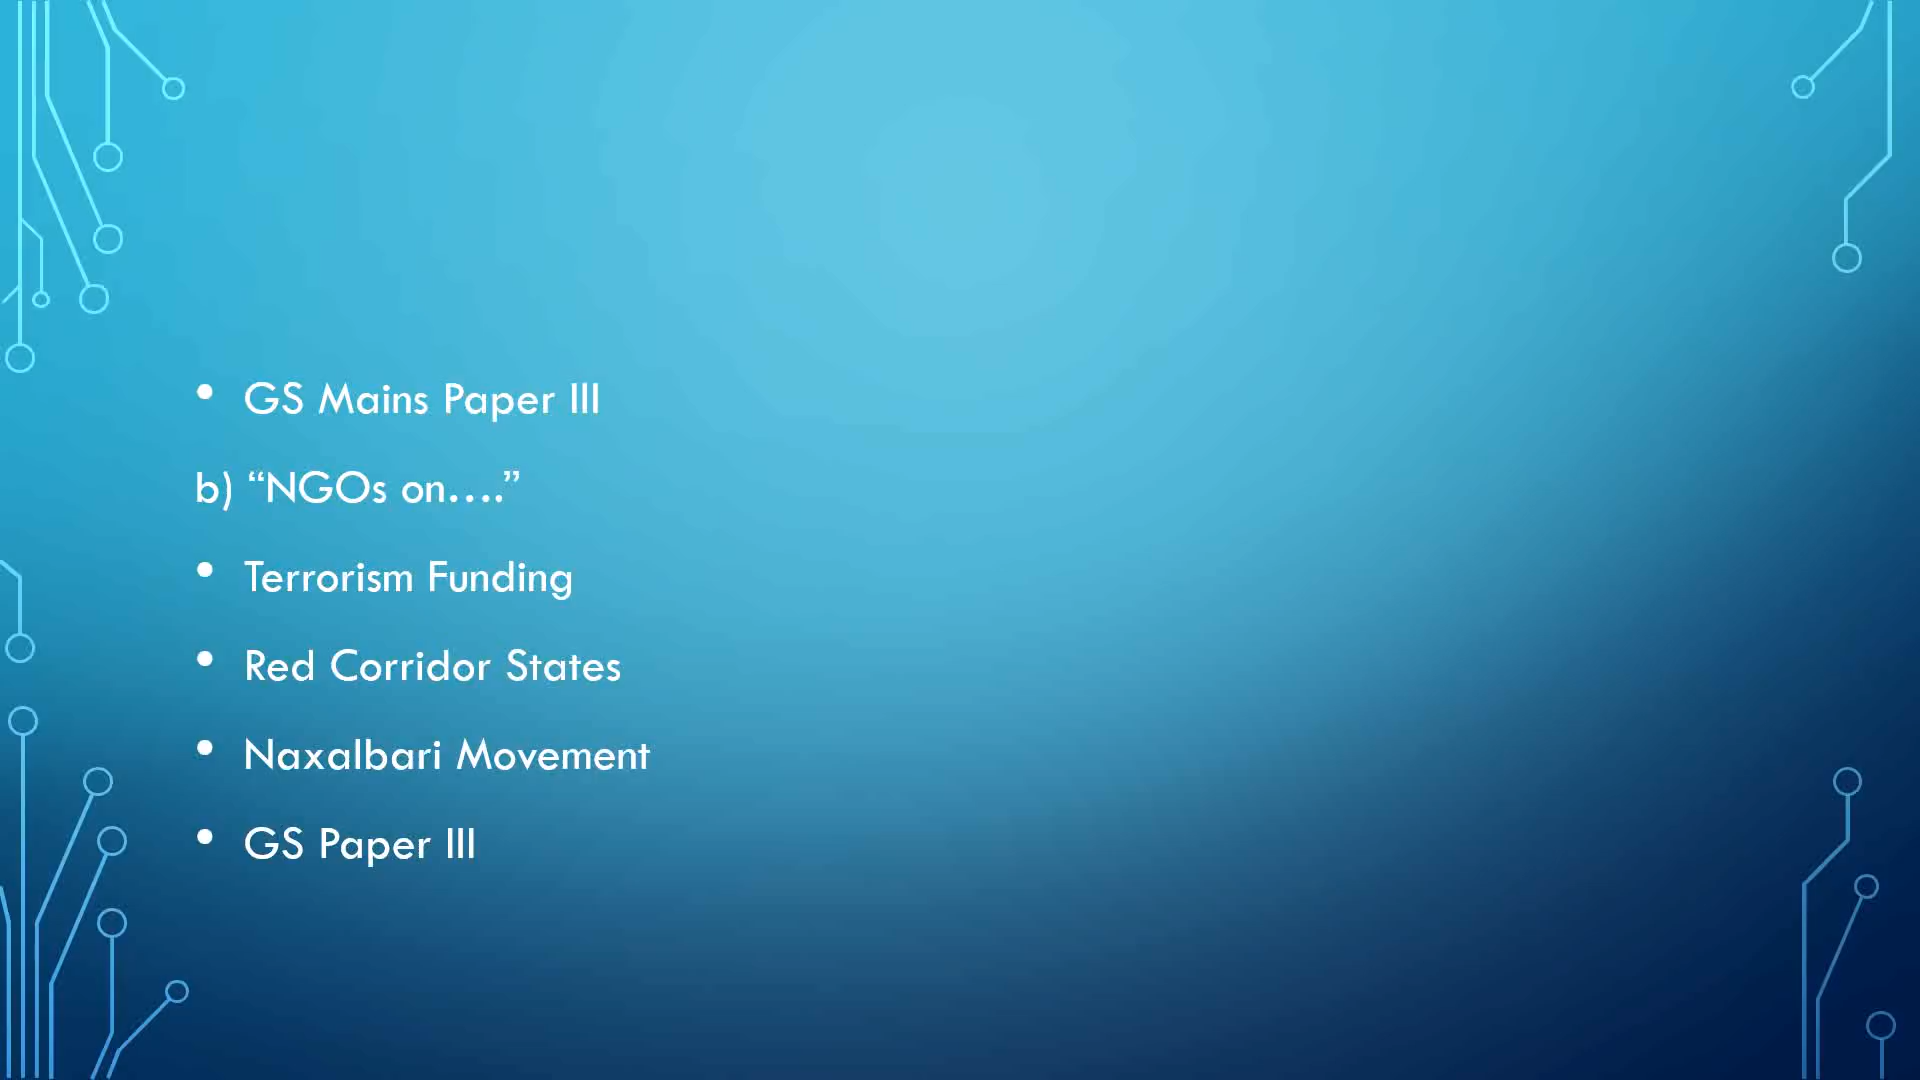 • GS Mains Paper III
b) “NGOs on....”
• Terrorism Funding
• Red Corridor States
• Naxalbari Movement
• GS Paper III